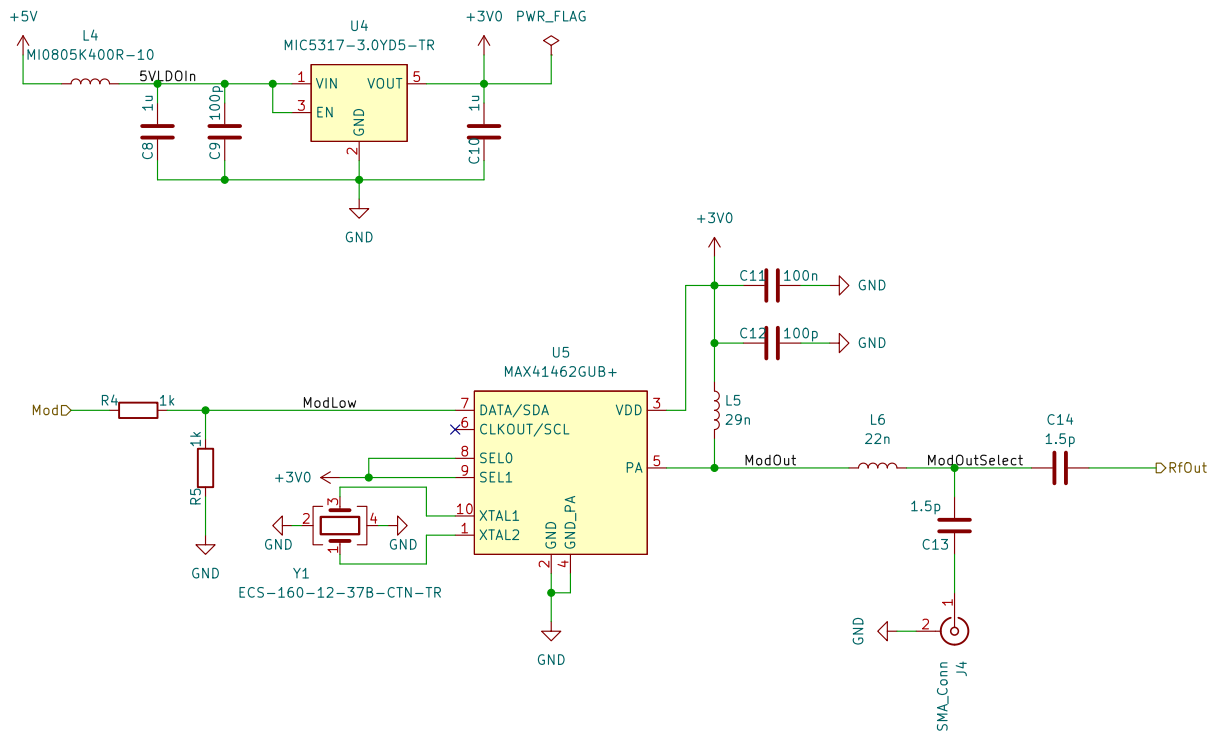 +5V
L4
MI0805K400R-10
5VLDOIn
1u
C8
100p
C9
U4
MIC5317-3.0YD5-TR
1
VIN
VOUT
5
3
EN
GND
2
GND
+3V0
PWR_FLAG
1u
C10
+3V0
C11
100n
GND
C12
100p
GND
L5
29n
U5
MAX41462GUB+
Mod
R4
1k
1k
R5
GND
ModLow
7
DATA/SDA
6
CLKOUT/SCL
8
SEL0
9
SEL1
10
XTAL1
1
XTAL2
VDD
3
PA
5
GND
GND_PA
2
4
GND
+3V0
3
2
4
1
GND
GND
Y1
ECS-160-12-37B-CTN-TR
ModOut
L6
22n
ModOutSelect
C14
1.5p
RfOut
1.5p
C13
1
2
GND
J4
SMA_Conn